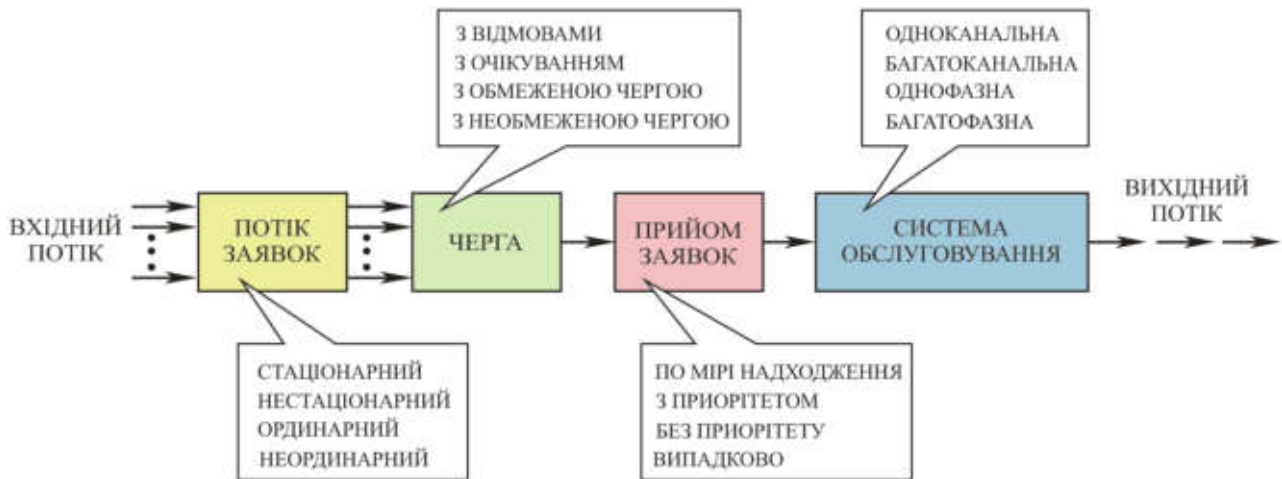 З ВІДМОВАМИ
З ОЧІКУВАННЯМ
З ОБМЕЖЕНОЮ ЧЕРГОЮ
З НЕОБМЕЖЕНОЮ ЧЕРГОЮ
ОДНОКАНАЛЬНА
БАГАТОКАНАЛЬНА
ОДНОФАЗНА
БАГАТОФАЗНА
ВХІДНИЙ
ПОТІК
ПОТІК
ЗАЯВОК
ЧЕРГА
ПРИЙОМ
ЗАЯВОК
СИСТЕМА
ОБСЛУГОВУВАННЯ
ВИХІДНИЙ
ПОТІК
СТАЦІОНАРНИЙ
НЕСТАЦІОНАРНИЙ
ОРДИНАРНИЙ
НЕОРДИНАРНИЙ
ПО МІРІ НАДХОДЖЕННЯ
З ПРИОРІТЕТОМ
БЕЗ ПРИОРІТЕТУ
ВИПАДКОВО